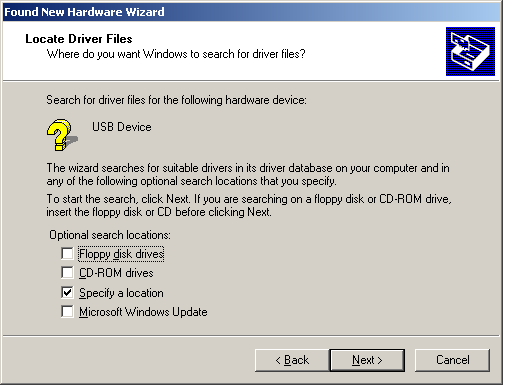 Found New Hardware Wizard
Locate Driver Files
Where do you want Windows to search for driver files?
Search for driver files for the following hardware device:
USB Device
The wizard searches for suitable drivers in its driver database on your computer and in
any of the following optional search locations that you specify.
To start the search, click Next. If you are searching on a floppy disk or CD-ROM drive,
insert the floppy disk or CD before clicking Next.
Optional search locations:
Floppy disk drives
CD-ROM drives
Specify a location
Microsoft Windows Update
< Back
Next >
Cancel